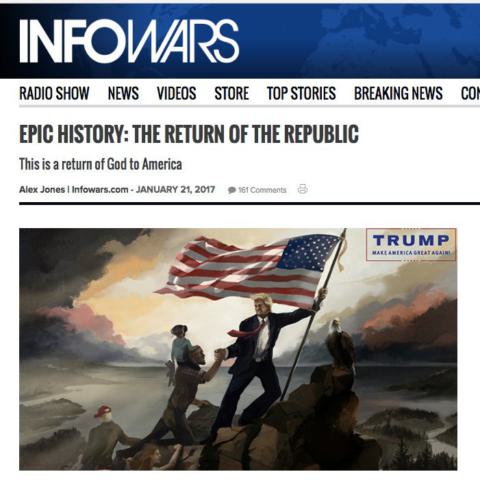 INFOWARS
RADIO SHOW NEWS VIDEOS STORE TOP STORIES BREAKING NEWS CON
EPIC HISTORY: THE RETURN OF THE REPUBLIC
This is a return of God to America
Alex Jones | Infowars.com - JANUARY 21, 2017 161 Comments
TRUMP
MAKE AMERICA GREAT AGAIN!